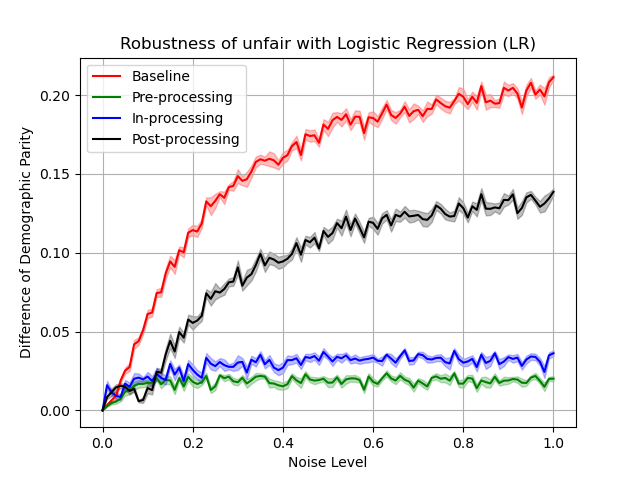 Robustness of unfair with Logistic Regression (LR)
Baseline
Pre-processing
In-processing
Post-processing
Difference of Demographic Parity
0.20
0.15
0.10
0.05
0.00
0.0 0.2 0.4 0.6 0.8 1.0
Noise Level